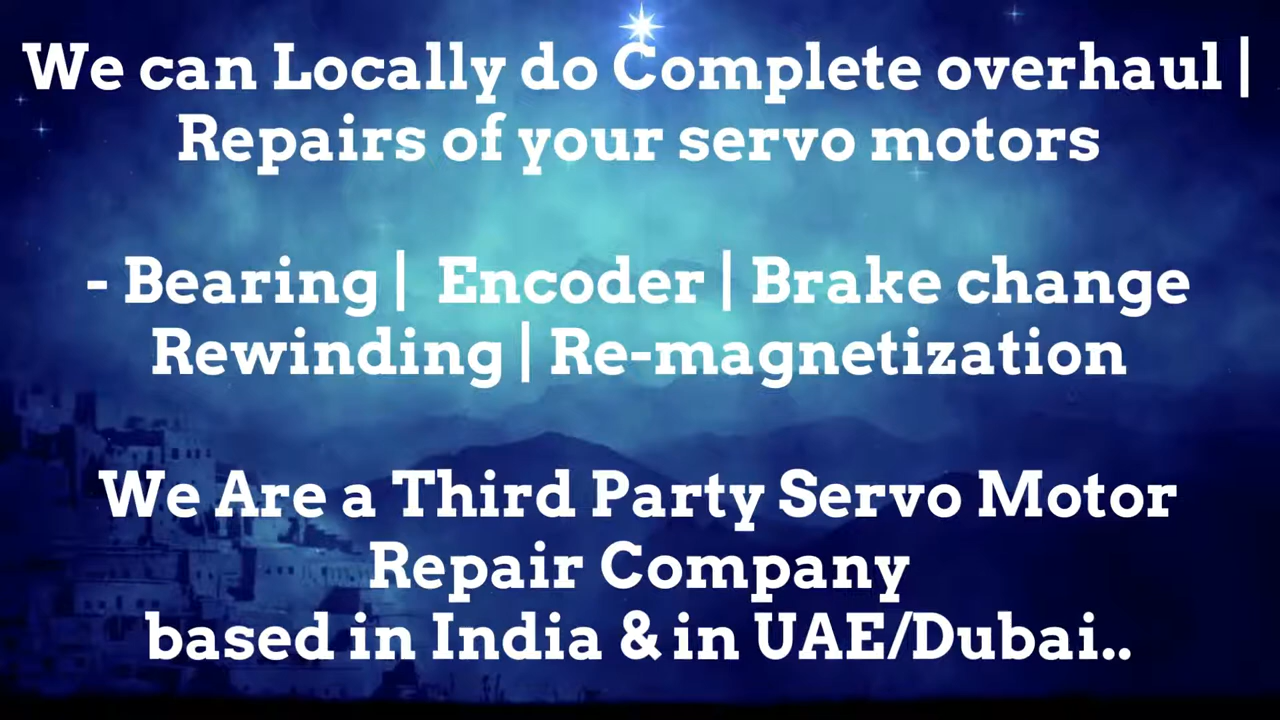 We can Locally do Complete overhaul |
Repairs of your servo motors
- Bearing | Encoder | Brake change
Rewinding | Re-magnetization
We Are a Third Party Servo Motor
Repair Company
based in India & in UAE/Dubai..